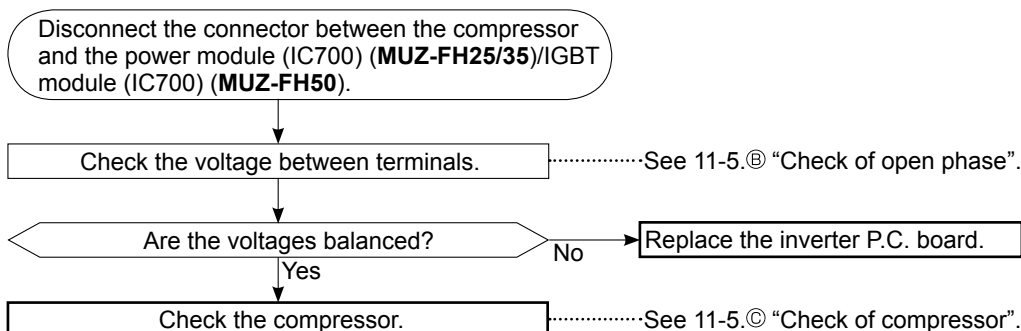 Disconnect the connector between the compressor
and the power module (IC700) (MUZ-FH25/35)/IGBT
module (IC700) (MUZ-FH50).
Check the voltage between terminals.
See 11-5.Ⓑ “Check of open phase”.
Are the voltages balanced?
No
Replace the inverter P.C. board.
Yes
Check the compressor.
See 11-5.Ⓒ “Check of compressor”.